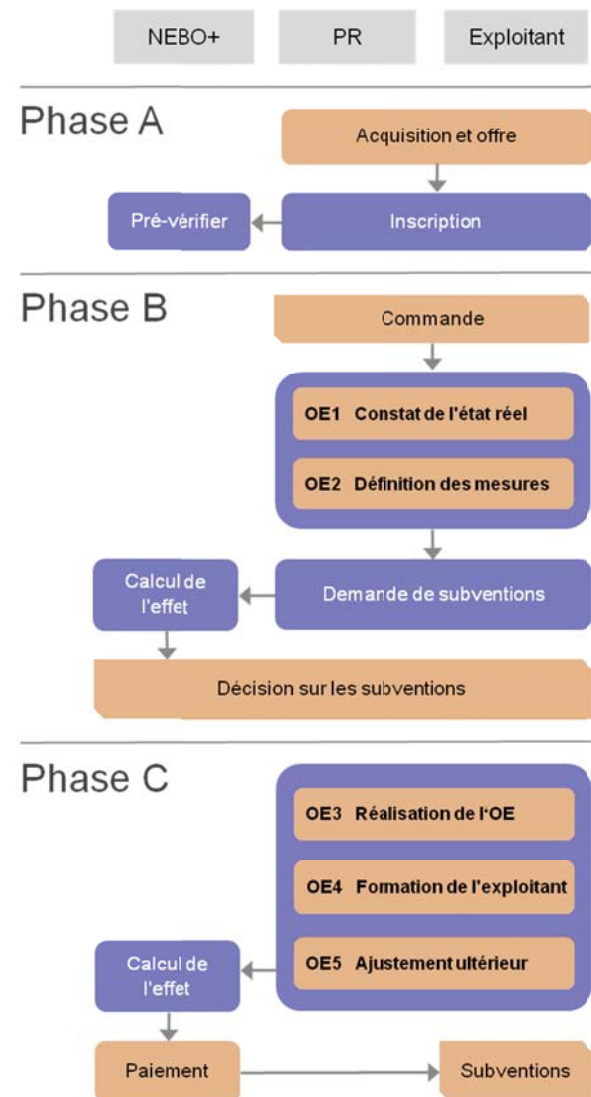 NEBO+ PR Exploitant
Phase A
Acquisition et offre
Pré-vérifier Inscription
Phase B
Commande
OE1 Constat de l'état réel
OE2 Définition des mesures
Calcul de
l'effet
Demande de subventions
Décision sur les subventions
Phase C
OE3 Réalisation de l'OE
OE4 Formation de l'exploitant
OE5 Ajustement ultérieur
Calcul de
l'effet
Paiement Subventions